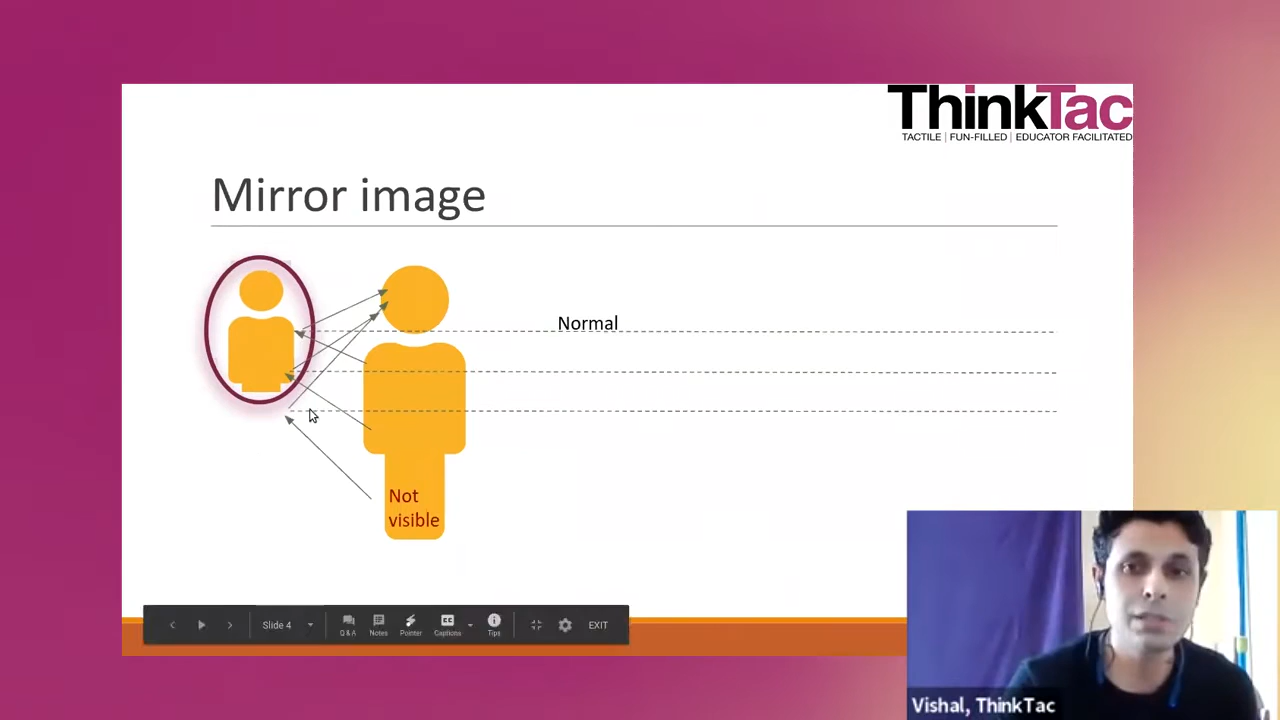 ThinkTac
TACTILE | FUN-FILLED | EDUCATOR FACILITATED
Mirror image
Normal
Not
visible
Slide 4
Q & A
Notes
Pointer
Captions
Tips
EXIT
Vishal, ThinkTac